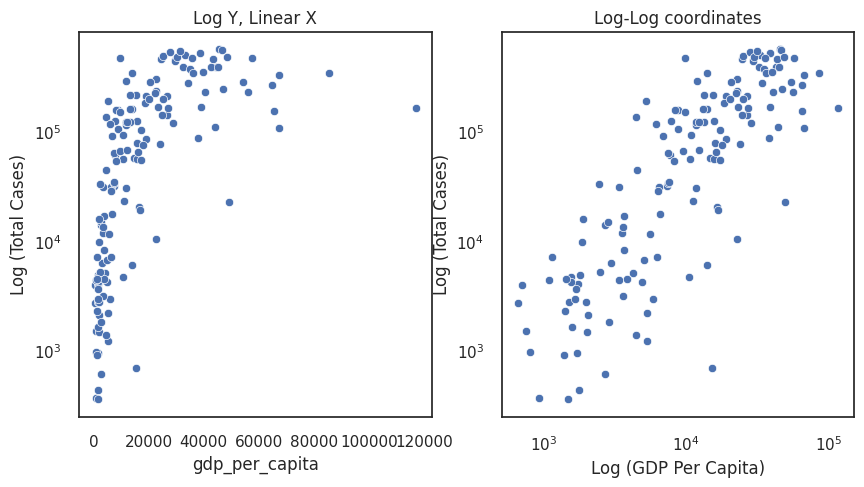 Log Y, Linear X
Log (Total Cases)
10^5
10^4
10^3
0 20000 40000 60000 80000 100000 120000
gdp_per_capita
Log-Log coordinates
Log (Total Cases)
10^5
10^4
10^3
10^3 10^4 10^5
Log (GDP Per Capita)